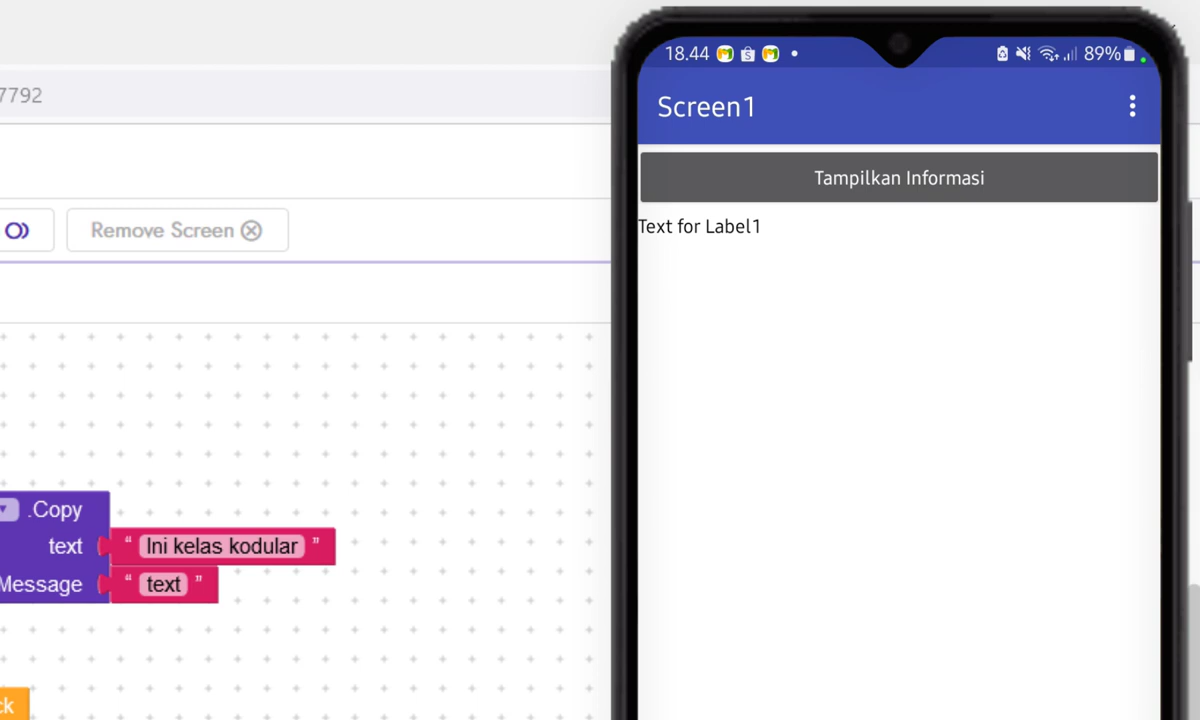 7792
Remove Screen
.Copy
text
“ Ini kelas kodular ”
Message
“ text ”
ck
18.44
89%
Screen1
Tampilkan Informasi
Text for Label1